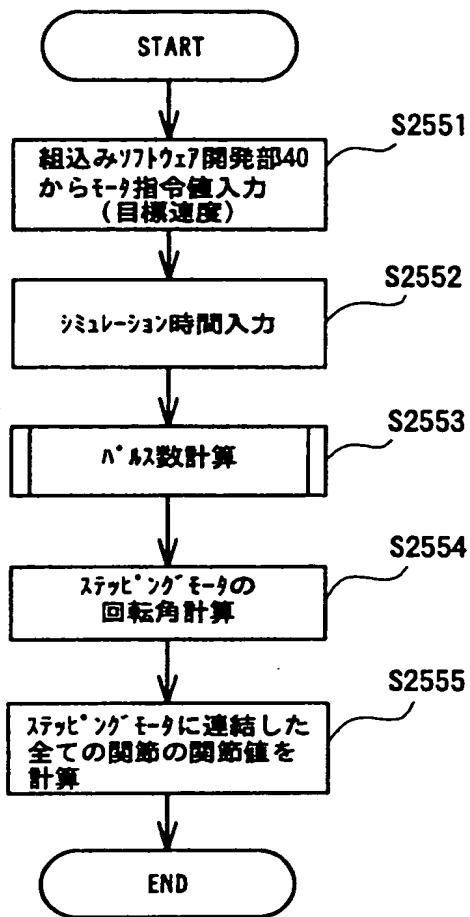 START
S2551
組込みソフトウェア開発部40
からモータ指令値入力
(目標速度)
S2552
シミュレーション時間入力
S2553
パルス数計算
S2554
ステッピングモータの
回転角計算
S2555
ステッピングモータに連結した
全ての関節の関節値を
計算
END